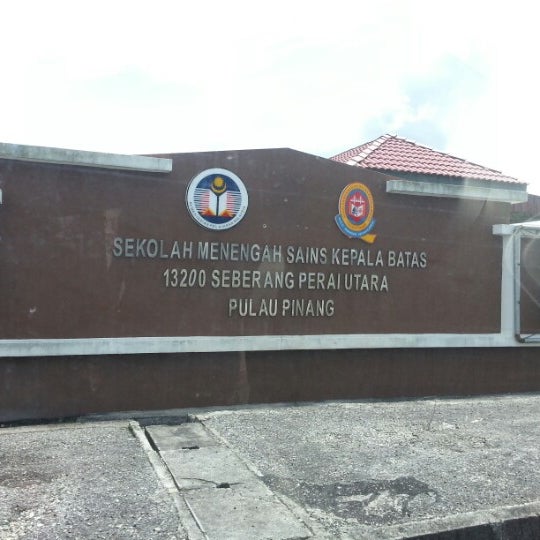 SEKOLAH MENENGAH SAINS KEPALA BATAS
13200 SEBERANG PERAI UTARA
PULAU PINANG